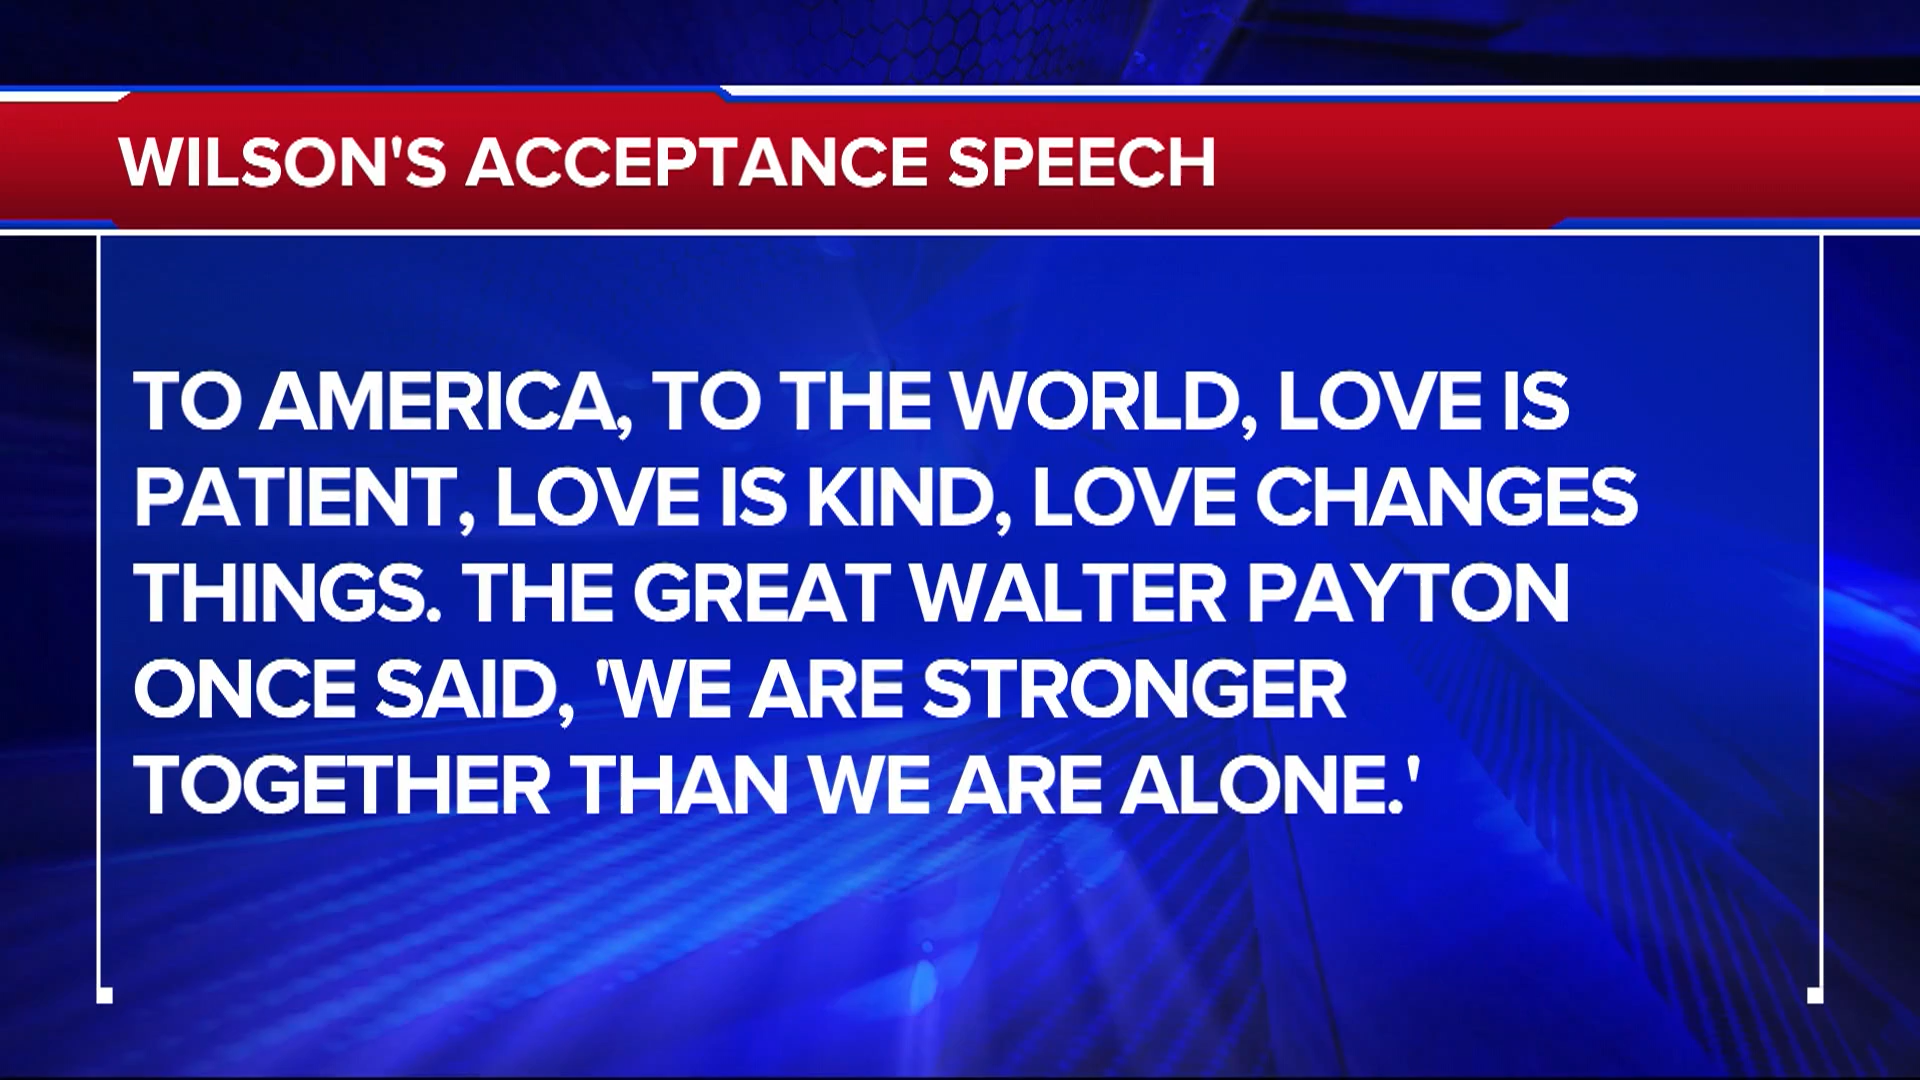 WILSON'S ACCEPTANCE SPEECH
TO AMERICA, TO THE WORLD, LOVE IS
PATIENT, LOVE IS KIND, LOVE CHANGES
THINGS. THE GREAT WALTER PAYTON
ONCE SAID, 'WE ARE STRONGER
TOGETHER THAN WE ARE ALONE.'